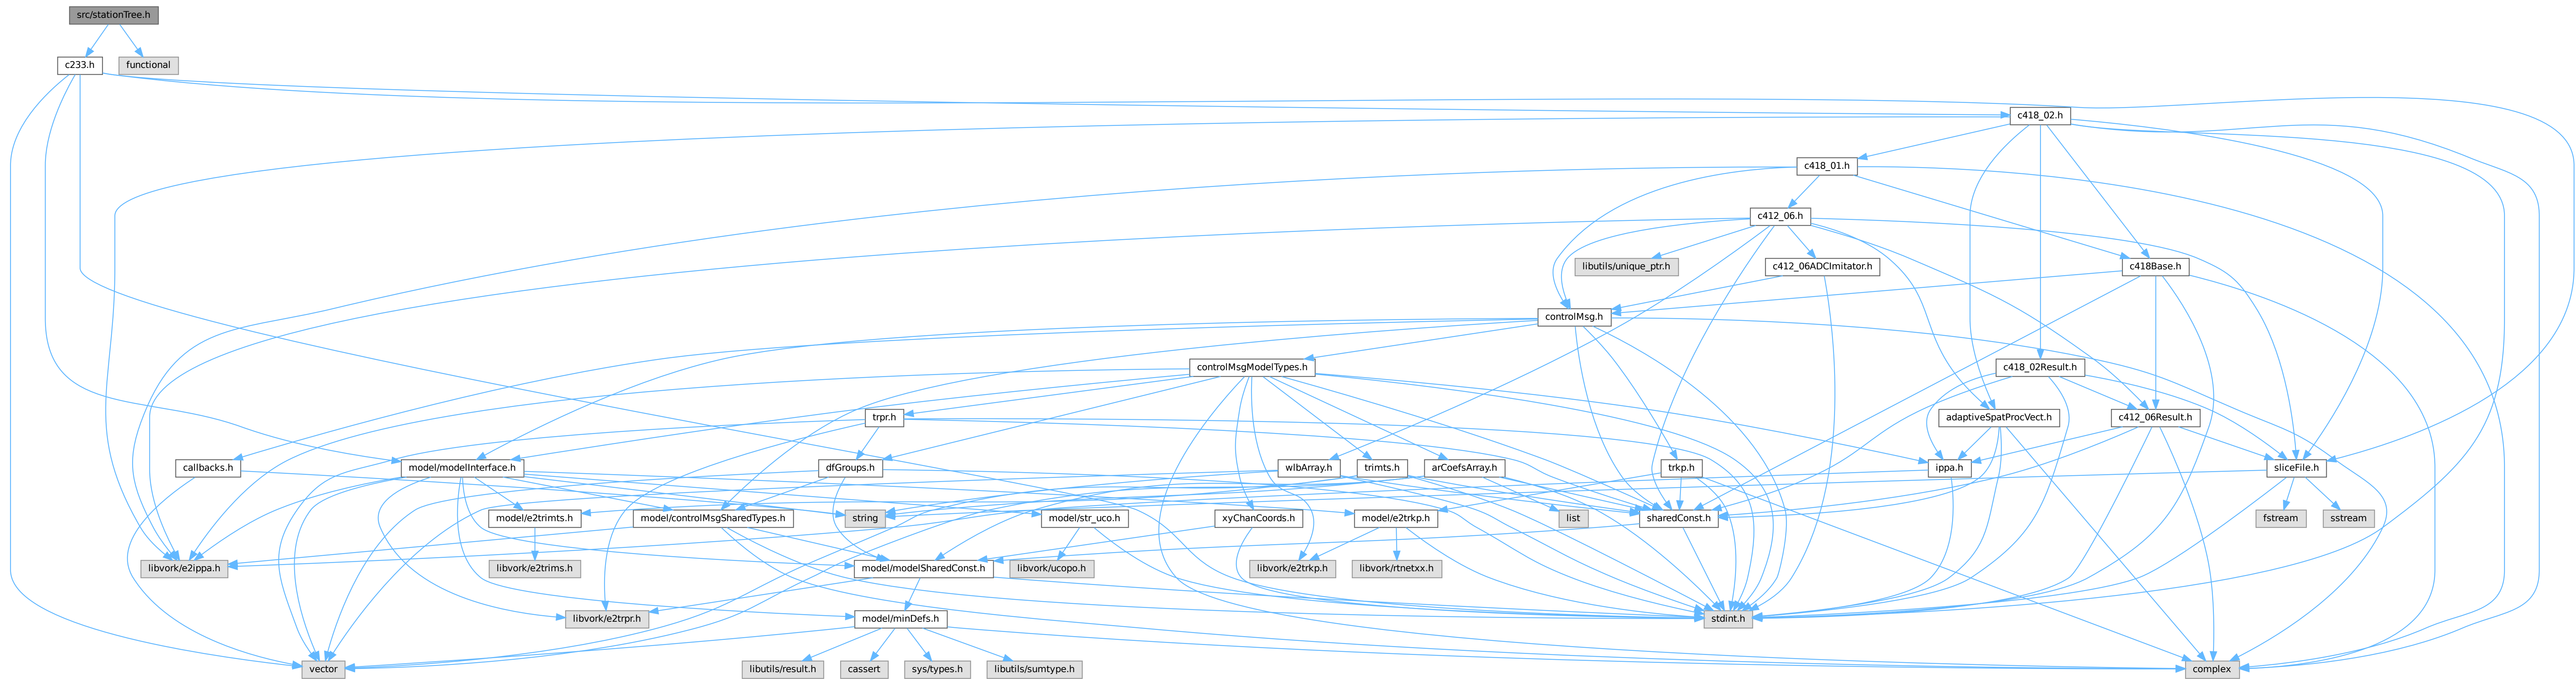 src/stationTree.h
c233.h
functional
c418_02.h
c418_01.h
c412_06.h
libutils/unique_ptr.h
c412_06ADCImitator.h
c418Base.h
controlMsg.h
controlMsgModelTypes.h
c418_02Result.h
trpr.h
adaptiveSpatProcVect.h
c412_06Result.h
callbacks.h
model/modelInterface.h
dfGroups.h
wlbArray.h
trimts.h
arCoefsArray.h
trkp.h
ippa.h
sliceFile.h
model/e2trimts.h
model/controlMsgSharedTypes.h
string
model/str_uco.h
xyChanCoords.h
model/e2trkp.h
list
sharedConst.h
fstream
sstream
libvork/e2ippa.h
libvork/e2trims.h
model/modelSharedConst.h
libvork/ucopo.h
libvork/e2trkp.h
libvork/rtnetxx.h
libvork/e2trpr.h
model/minDefs.h
stdint.h
vector
libutils/result.h
cassert
sys/types.h
libutils/sumtype.h
complex